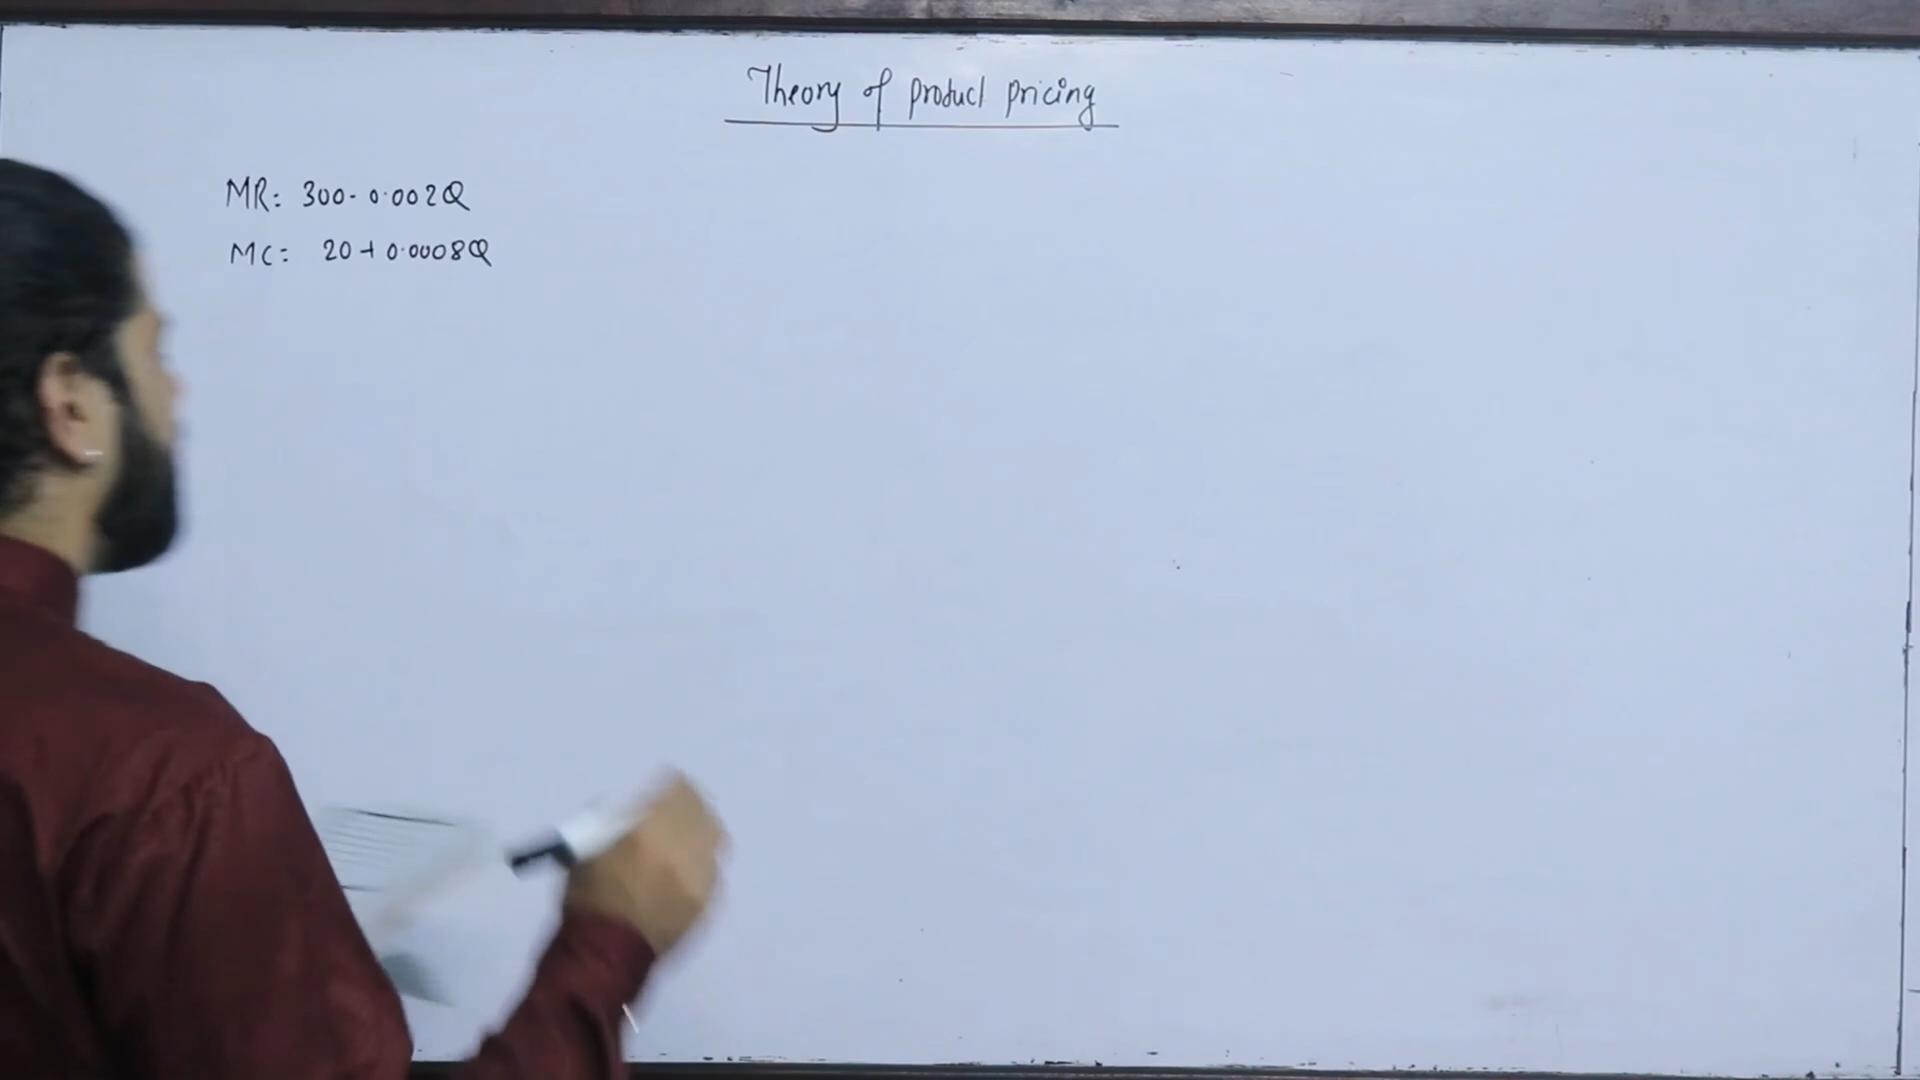 Theory of product pricing
MR: 300- 0.002Q
MC: 20 + 0.0008Q